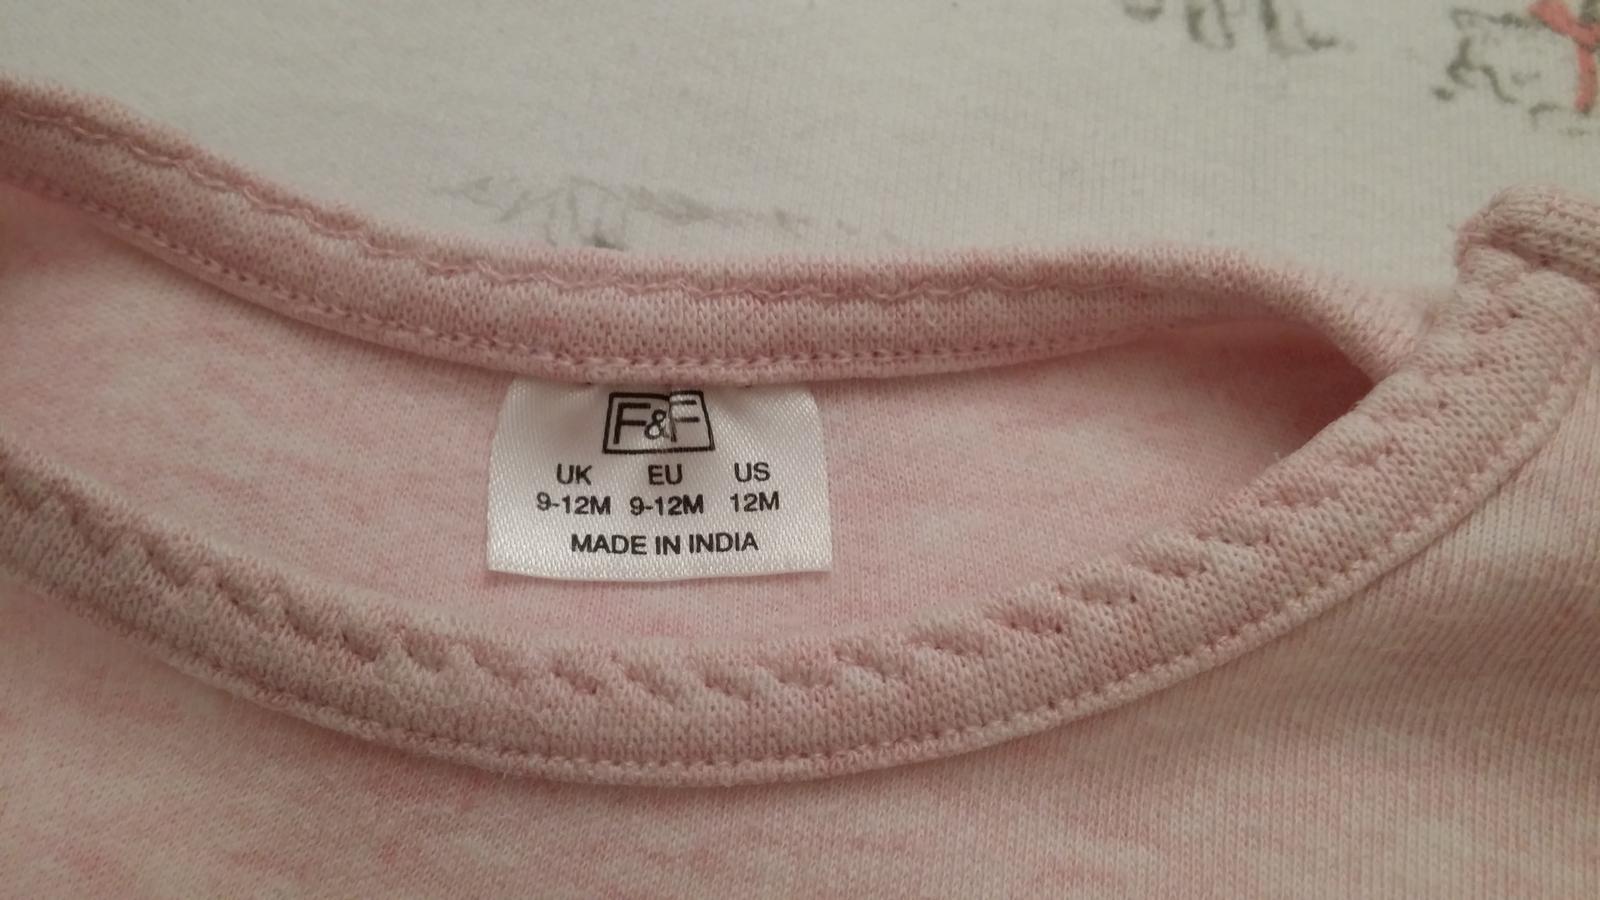 F&F
UK EU US
9-12M 9-12M 12M
MADE IN INDIA